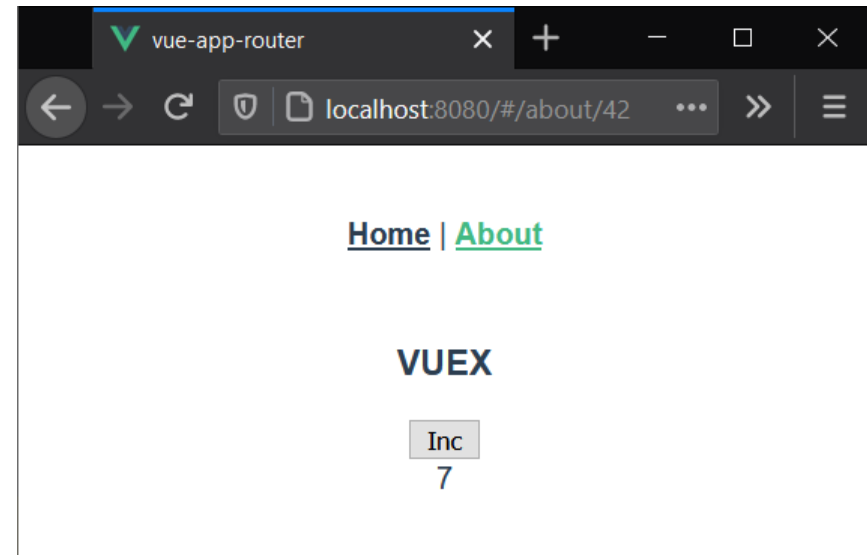 vue-app-router
localhost:8080/#/about/42
Home | About
VUEX
Inc
7